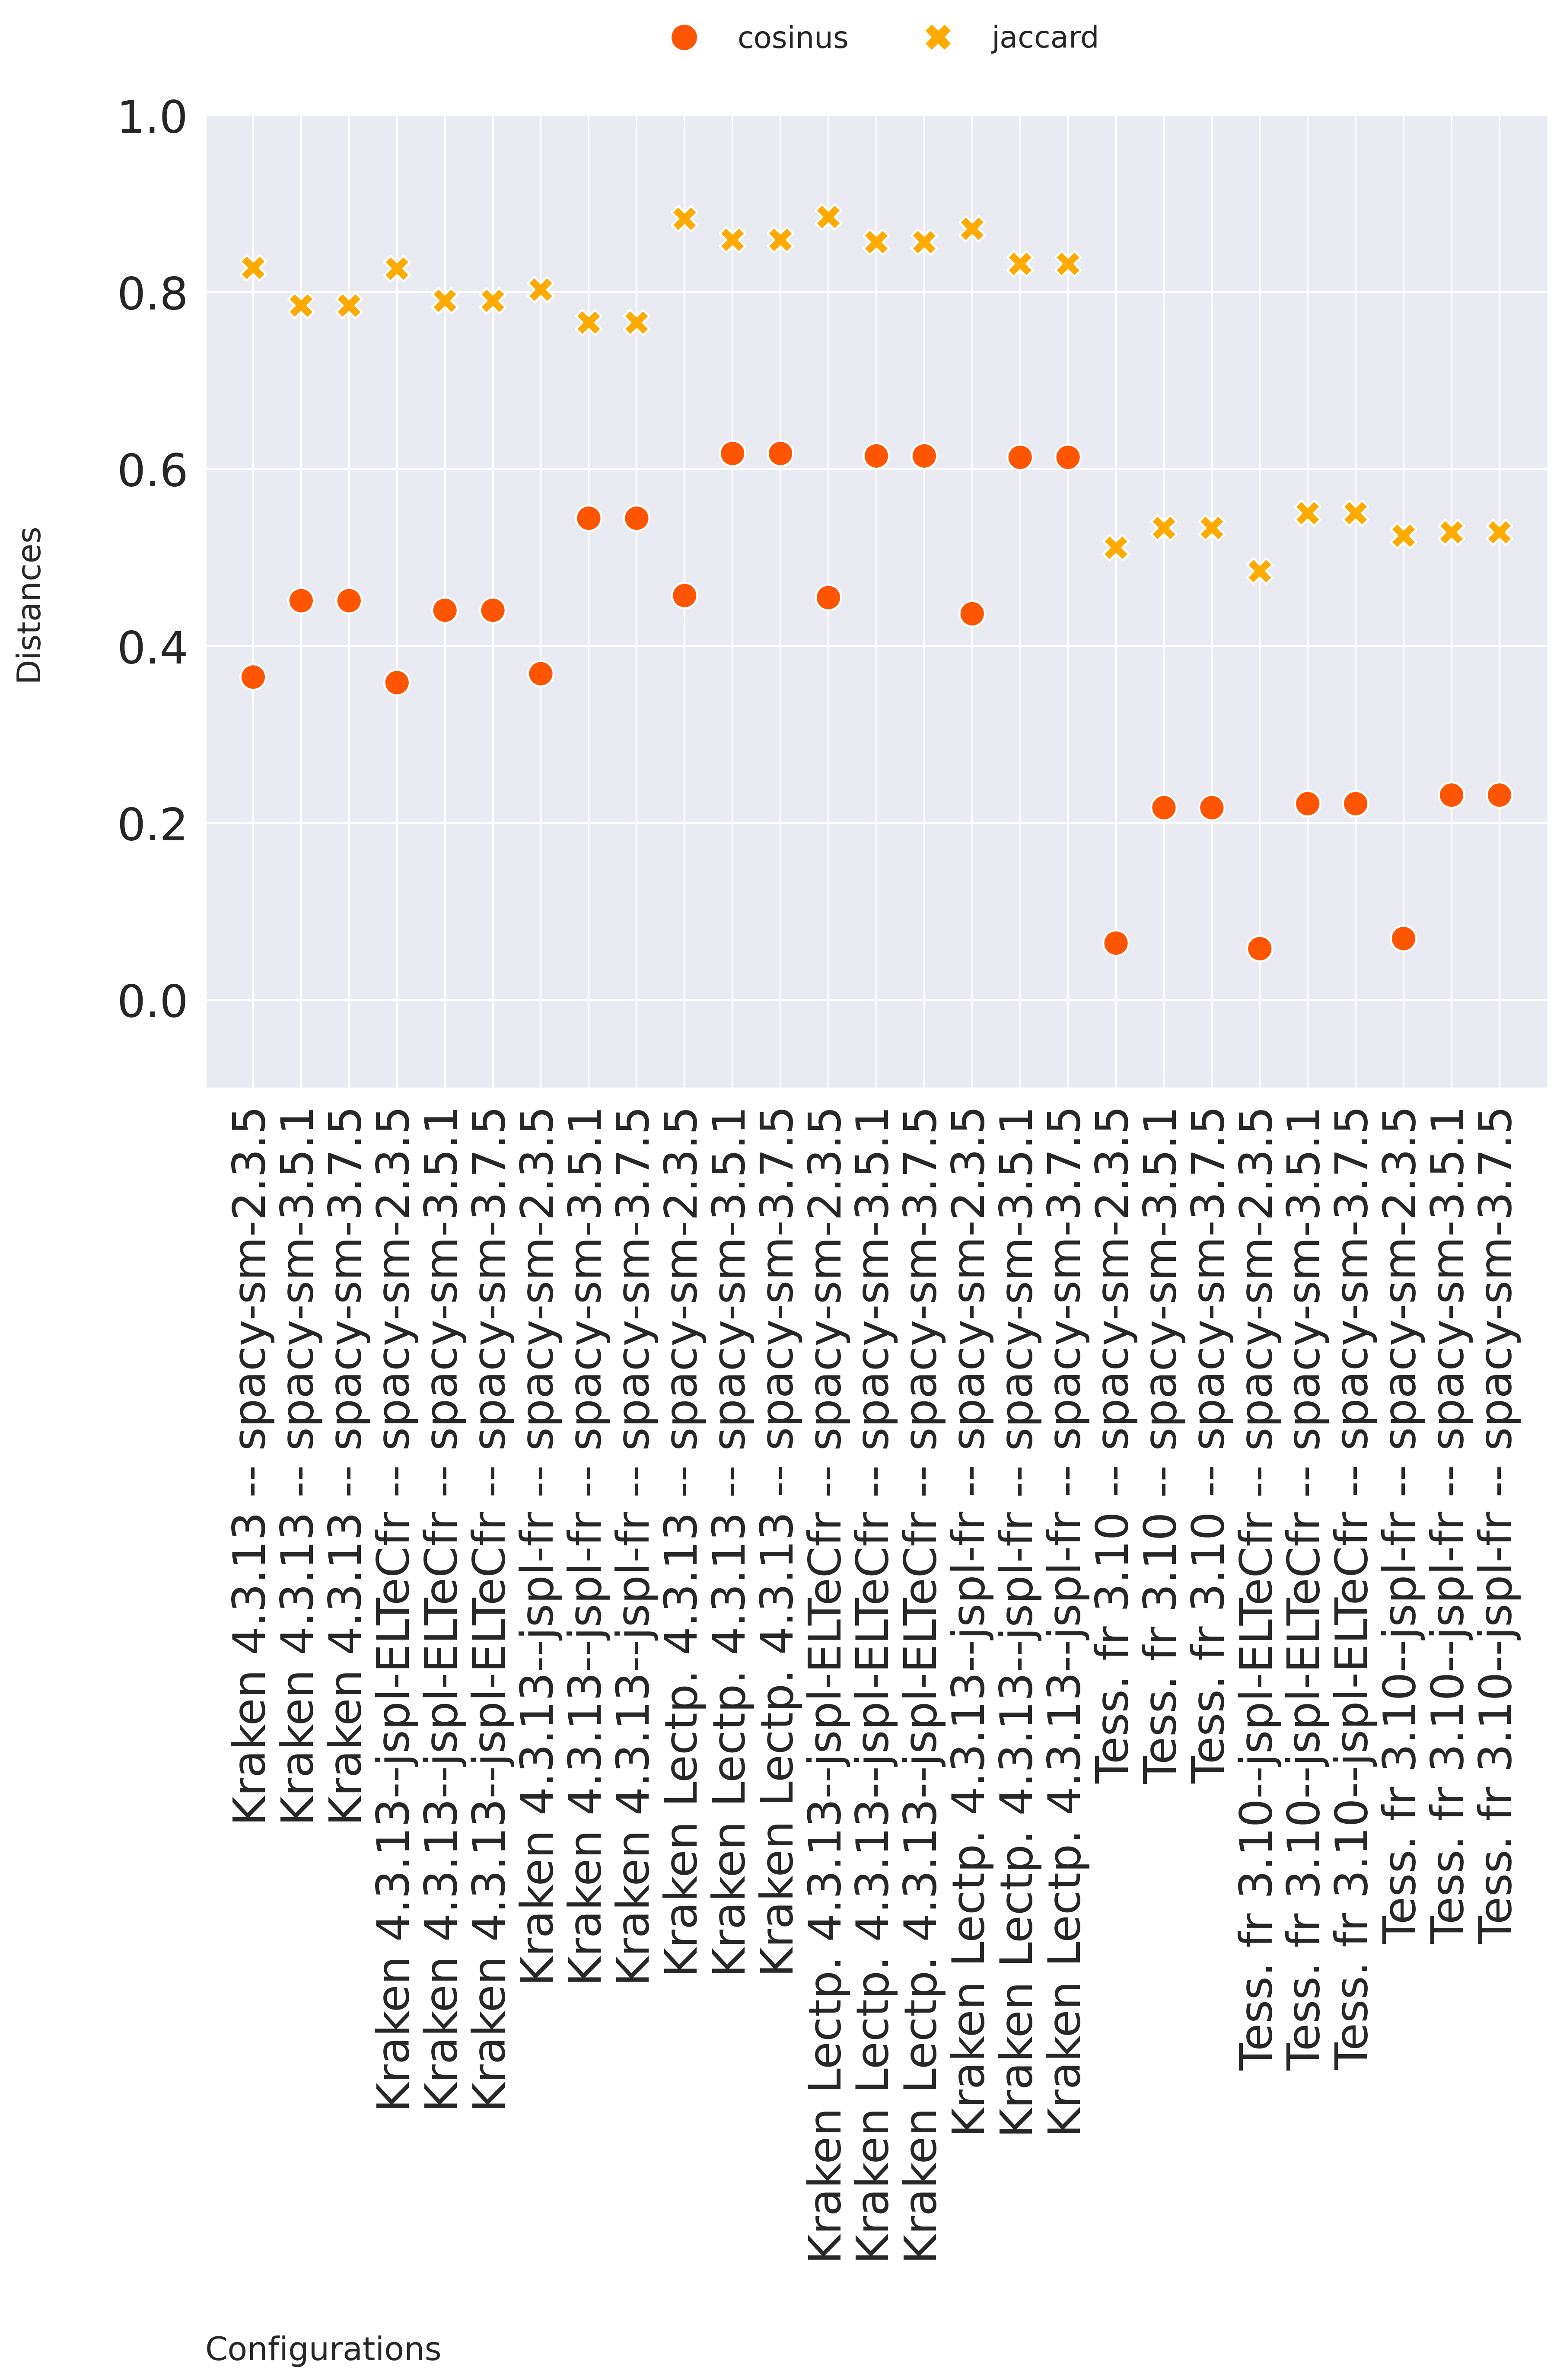 cosinus jaccard
1.0
0.8
0.6
0.4
0.2
0.0
Distances
Kraken 4.3.13 -- spacy-sm-2.3.5
Kraken 4.3.13 -- spacy-sm-3.5.1
Kraken 4.3.13 -- spacy-sm-3.7.5
Kraken 4.3.13--jspl-ELTeCfr -- spacy-sm-2.3.5
Kraken 4.3.13--jspl-ELTeCfr -- spacy-sm-3.5.1
Kraken 4.3.13--jspl-ELTeCfr -- spacy-sm-3.7.5
Kraken 4.3.13--jspl-fr -- spacy-sm-2.3.5
Kraken 4.3.13--jspl-fr -- spacy-sm-3.5.1
Kraken 4.3.13--jspl-fr -- spacy-sm-3.7.5
Kraken Lectp. 4.3.13 -- spacy-sm-2.3.5
Kraken Lectp. 4.3.13 -- spacy-sm-3.5.1
Kraken Lectp. 4.3.13 -- spacy-sm-3.7.5
Kraken Lectp. 4.3.13--jspl-ELTeCfr -- spacy-sm-2.3.5
Kraken Lectp. 4.3.13--jspl-ELTeCfr -- spacy-sm-3.5.1
Kraken Lectp. 4.3.13--jspl-ELTeCfr -- spacy-sm-3.7.5
Kraken Lectp. 4.3.13--jspl-fr -- spacy-sm-2.3.5
Kraken Lectp. 4.3.13--jspl-fr -- spacy-sm-3.5.1
Kraken Lectp. 4.3.13--jspl-fr -- spacy-sm-3.7.5
Tess. fr 3.10 -- spacy-sm-2.3.5
Tess. fr 3.10 -- spacy-sm-3.5.1
Tess. fr 3.10 -- spacy-sm-3.7.5
Tess. fr 3.10--jspl-ELTeCfr -- spacy-sm-2.3.5
Tess. fr 3.10--jspl-ELTeCfr -- spacy-sm-3.5.1
Tess. fr 3.10--jspl-ELTeCfr -- spacy-sm-3.7.5
Tess. fr 3.10--jspl-fr -- spacy-sm-2.3.5
Tess. fr 3.10--jspl-fr -- spacy-sm-3.5.1
Tess. fr 3.10--jspl-fr -- spacy-sm-3.7.5
Configurations